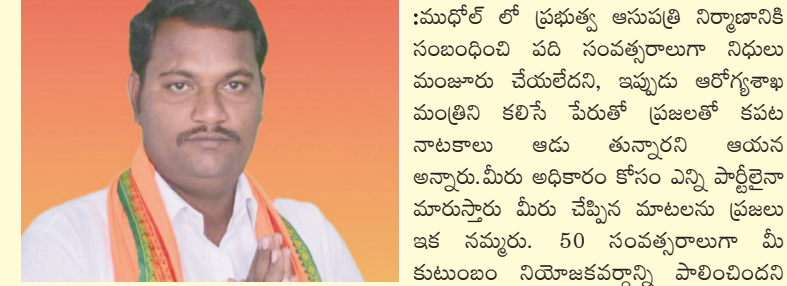 :ముధోల్ లో ప్రభుత్వ ఆసుపత్రి నిర్మాణానికి
సంబంధించి పది సంవత్సరాలుగా నిధులు
మంజూరు చేయలేదని, ఇప్పుడు ఆరోగ్యశాఖ
మంత్రిని కలిసే పేరుతో ప్రజలతో కపట
నాటకాలు ఆడు తున్నారని ఆయన
అన్నారు.మీరు అధికారం కోసం ఎన్ని పార్టీలైనా
మారుస్తారు మీరు చేప్పిన మాటలను ప్రజలు
ఇక నమ్మరు. 50 సంవత్సరాలుగా మీ
కుటుంబం నియోజకవర్గాన్ని పాలించిందని